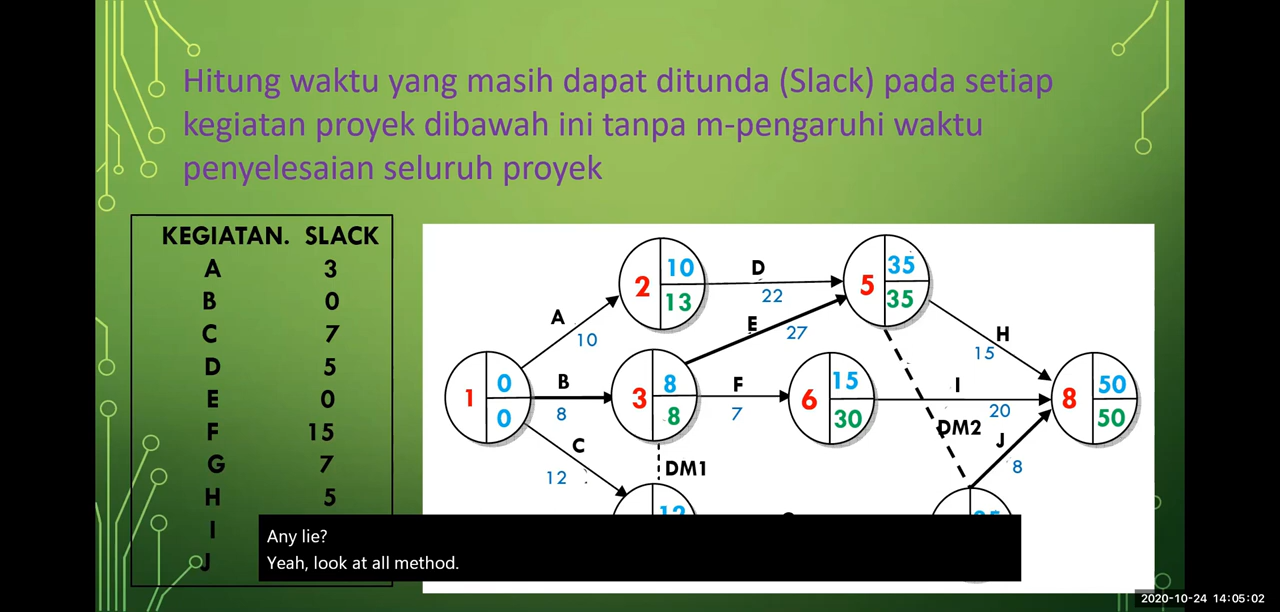 Hitung waktu yang masih dapat ditunda (Slack) pada setiap
kegiatan proyek dibawah ini tanpa m-pengaruhi waktu
penyelesaian seluruh proyek
KEGIATAN. SLACK
A 3
B 0
C 7
D 5
E 0
F 15
G 7
H 5
I
J
2 10 13
D
22
5 35 35
A
10
E
27
H
15
1 0 0
B
8
3 8 8
F
7
6 15 30
I
20
8 50 50
C
12
DM1
DM2
J
8
12
Any lie?
Yeah, look at all method.
2020-10-24 14:05:02